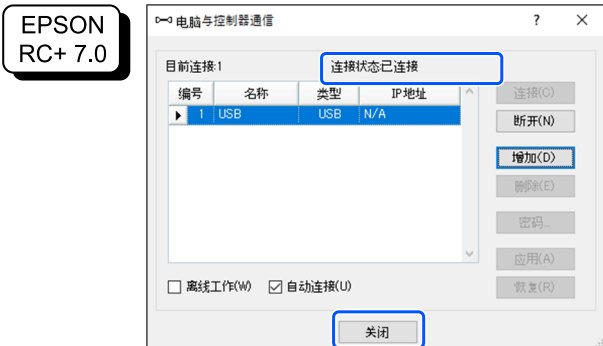 EPSON
RC+ 7.0
电脑与控制器通信
?
目前连接:1
连接状态已连接
编号 名称 类型 IP地址
1 USB USB N/A
连接(C)
断开(N)
增加(D)
删除(E)
密码...
应用(A)
恢复(R)
离线工作(W) 自动连接(U)
关闭